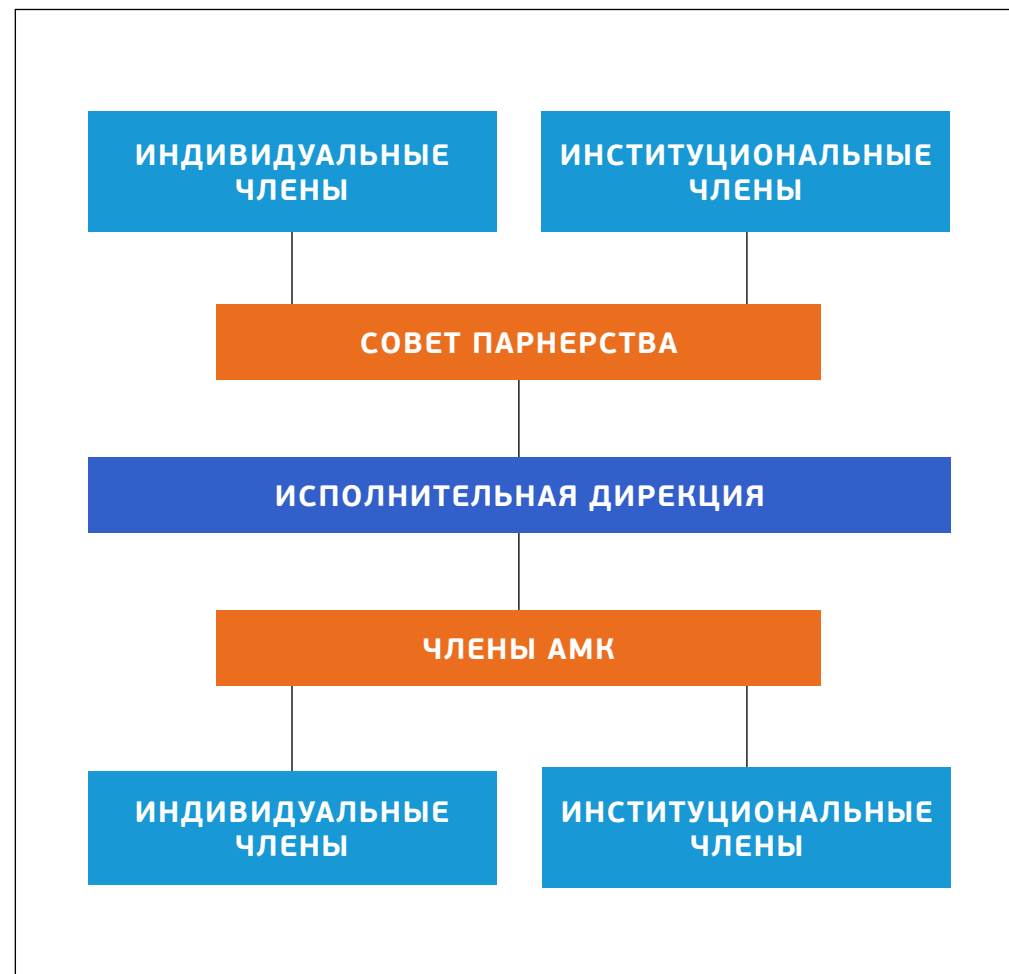 ИНДИВИДУАЛЬНЫЕ
ЧЛЕНЫ
ИНСТИТУЦИОНАЛЬНЫЕ
ЧЛЕНЫ
СОВЕТ ПАРНЕРСТВА
ИСПОЛНИТЕЛЬНАЯ ДИРЕКЦИЯ
ЧЛЕНЫ АМК
ИНДИВИДУАЛЬНЫЕ
ЧЛЕНЫ
ИНСТИТУЦИОНАЛЬНЫЕ
ЧЛЕНЫ